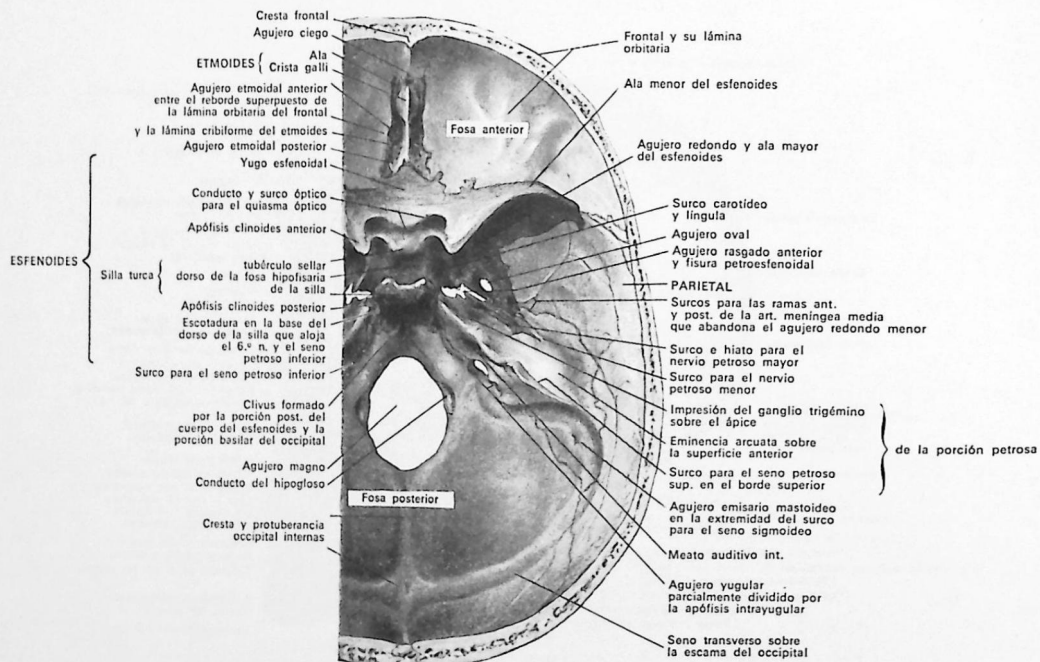 Cresta frontal
Agujero ciego
ETMOIDES
Ala
Crista galli
Agujero etmoidal anterior
entre el reborde superpuesto de
la lámina orbitaria del frontal
y la lámina cribiforme del etmoides
Agujero etmoidal posterior
Yugo esfenoidal
Conducto y surco óptico
para el quiasma óptico
Apófisis clinoides anterior
ESFENOIDES
Silla turca
tubérculo sellar
dorso de la fosa hipofisaria
de la silla
Apófisis clinoides posterior
Escotadura en la base del
dorso de la silla que aloja
el 6.º n. y el seno
petroso inferior
Surco para el seno petroso inferior
Clivus formado
por la porción post. del
cuerpo del esfenoides y la
porción basilar del occipital
Agujero magno
Conducto del hipogloso
Cresta y protuberancia
occipital internas
Fosa anterior
Fosa posterior
Frontal y su lámina
orbitaria
Ala menor del esfenoides
Agujero redondo y ala mayor
del esfenoides
Surco carotídeo
y língula
Agujero oval
Agujero rasgado anterior
y fisura petroesfenoidal
PARIETAL
Surcos para las ramas ant.
y post. de la art. meníngea media
que abandona el agujero redondo menor
Surco e hiato para el
nervio petroso mayor
Surco para el nervio
petroso menor
Impresión del ganglio trigémino
sobre el ápice
Eminencia arcuata sobre
la superficie anterior
Surco para el seno petroso
sup. en el borde superior
de la porción petrosa
Agujero emisario mastoideo
en la extremidad del surco
para el seno sigmoideo
Meato auditivo int.
Agujero yugular
parcialmente dividido por
la apófisis intrayugular
Seno transverso sobre
la escama del occipital